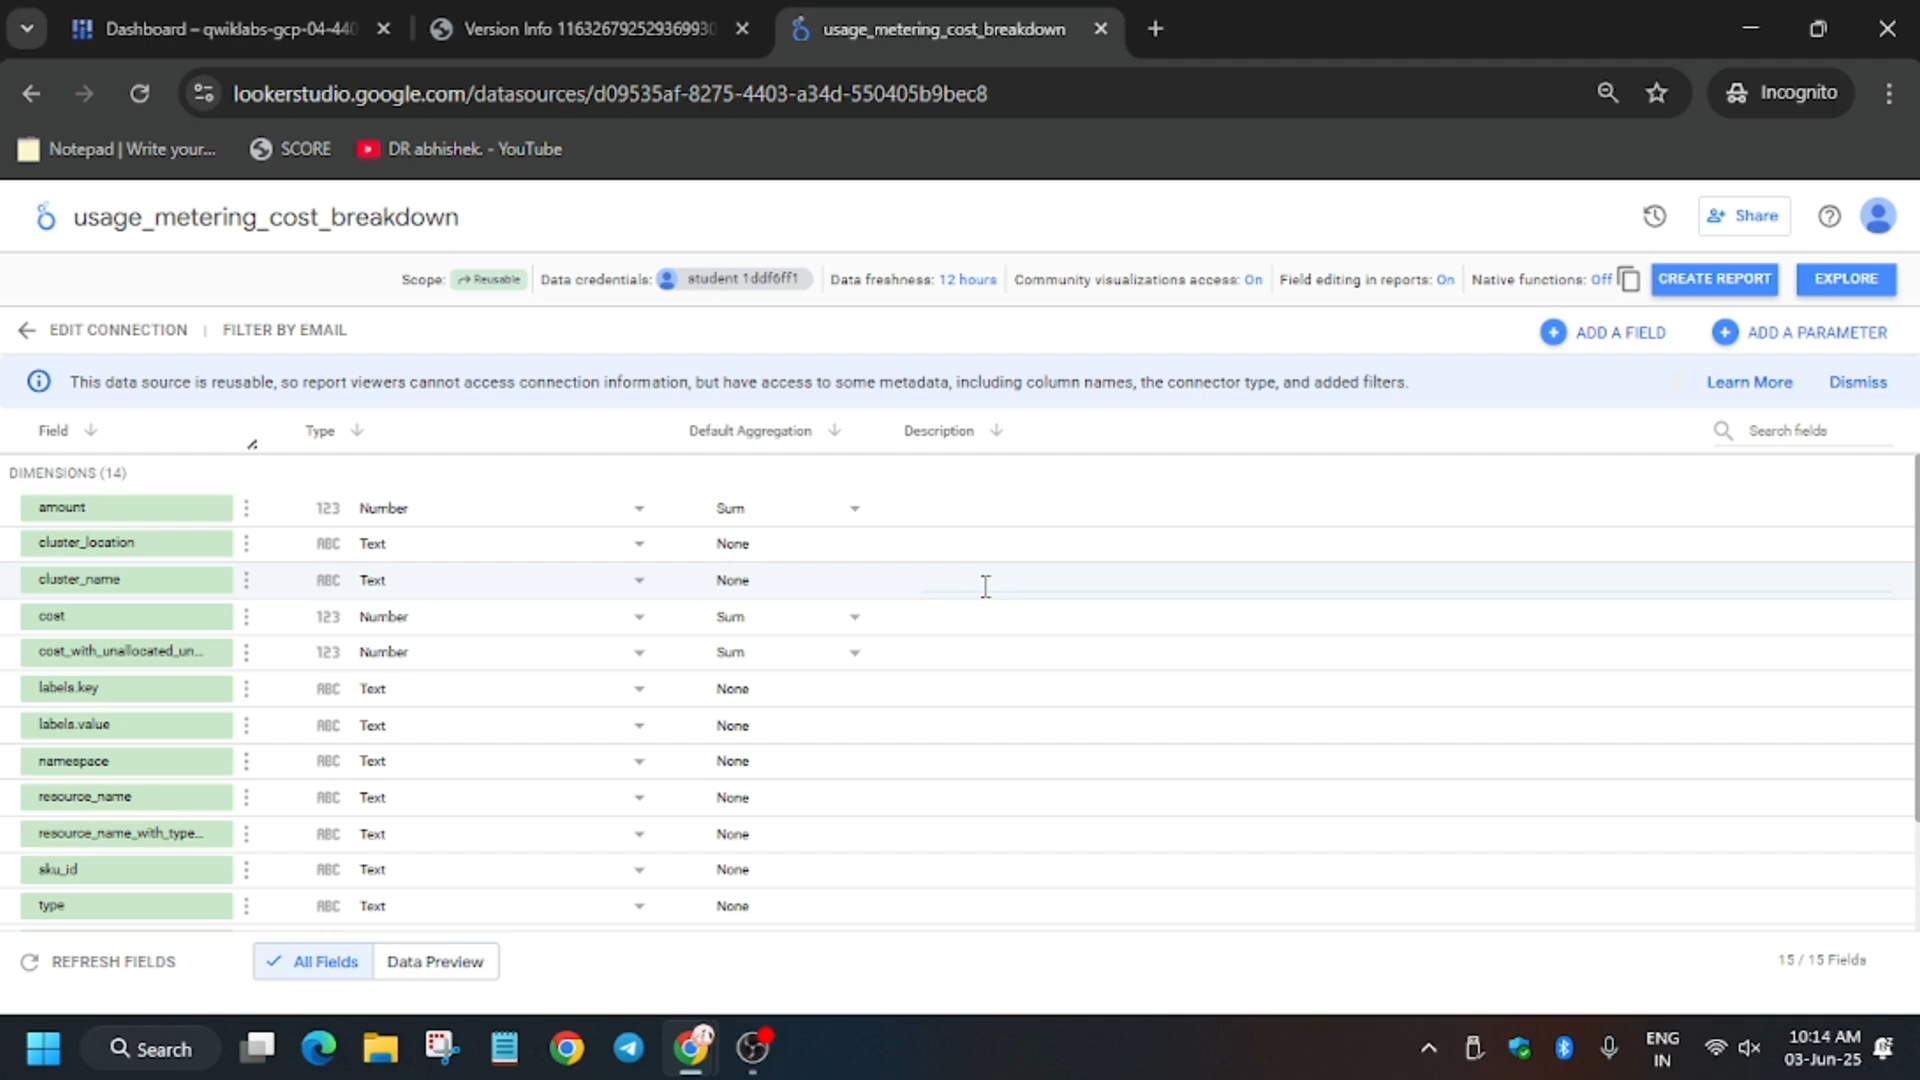 Dashboard – qwiklabs-gcp-04-440
Version Info 11632679252936993
usage_metering_cost_breakdown
lookerstudio.google.com/datasources/d09535af-8275-4403-a34d-550405b9bec8
Incognito
Notepad | Write your...
SCORE
DR abhishek. - YouTube
usage_metering_cost_breakdown
Share
Scope: Reusable
Data credentials: student 1ddf6ff1
Data freshness: 12 hours
Community visualizations access: On
Field editing in reports: On
Native functions: Off
CREATE REPORT
EXPLORE
EDIT CONNECTION | FILTER BY EMAIL
ADD A FIELD
ADD A PARAMETER
This data source is reusable, so report viewers cannot access connection information, but have access to some metadata, including column names, the connector type, and added filters.
Learn More
Dismiss
Field
Type
Default Aggregation
Description
Search fields
DIMENSIONS (14)
amount 123 Number Sum
cluster_location ABC Text None
cluster_name ABC Text None
cost 123 Number Sum
cost_with_unallocated_un... 123 Number Sum
labels.key ABC Text None
labels.value ABC Text None
namespace ABC Text None
resource_name ABC Text None
resource_name_with_type... ABC Text None
sku_id ABC Text None
type ABC Text None
REFRESH FIELDS
All Fields
Data Preview
15 / 15 Fields
Search
ENG
IN
10:14 AM
03-Jun-25